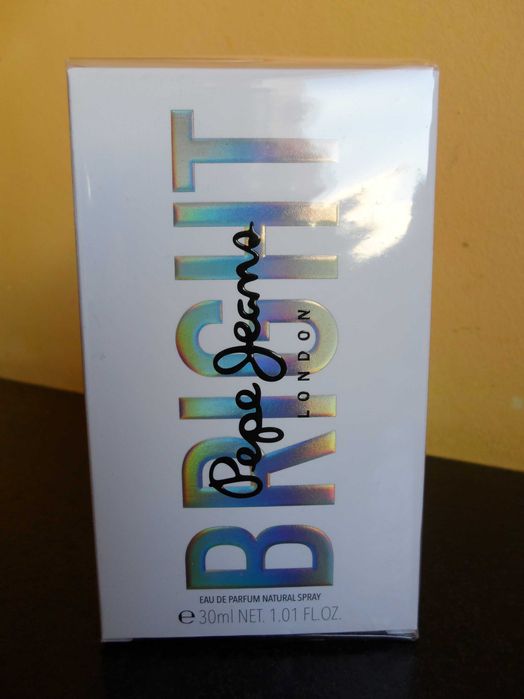 BRIGHT
Pepe Jeans
LONDON
EAU DE PARFUM NATURAL SPRAY
e 30ml NET. 1.01 FL.OZ.